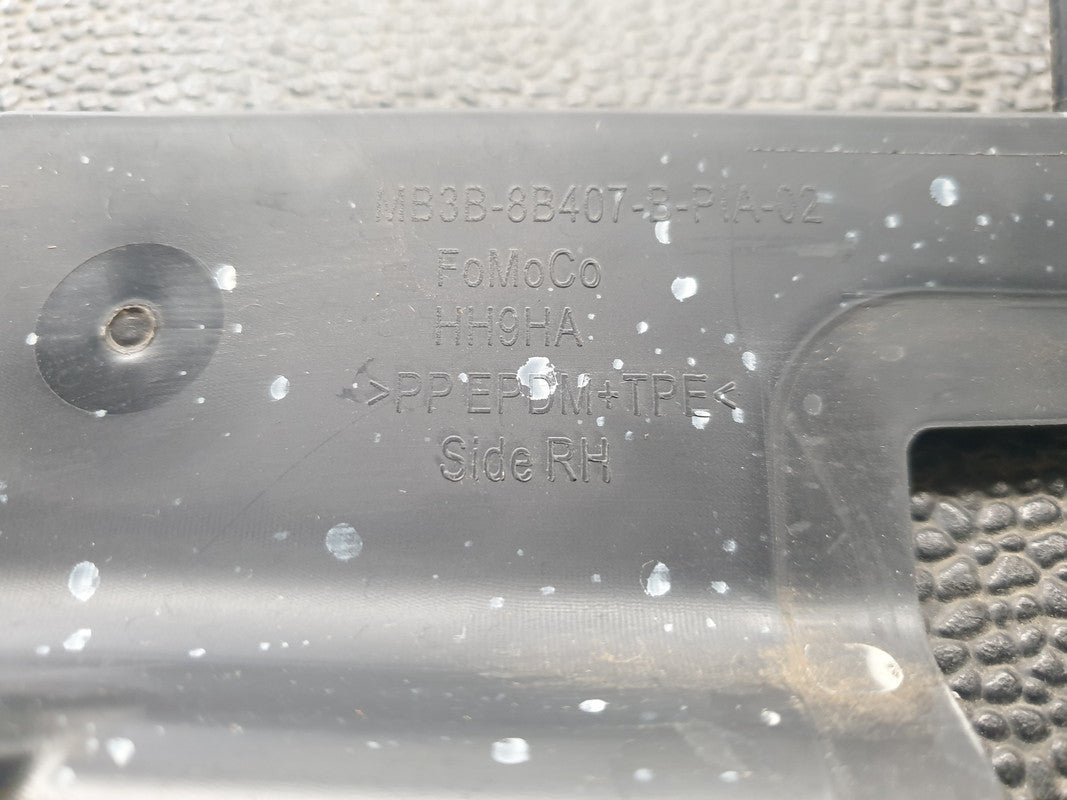 MB3B-8B407-B-PIA-02
FoMoCo
HH9HA
>PP EPDM+TPE<
Side RH